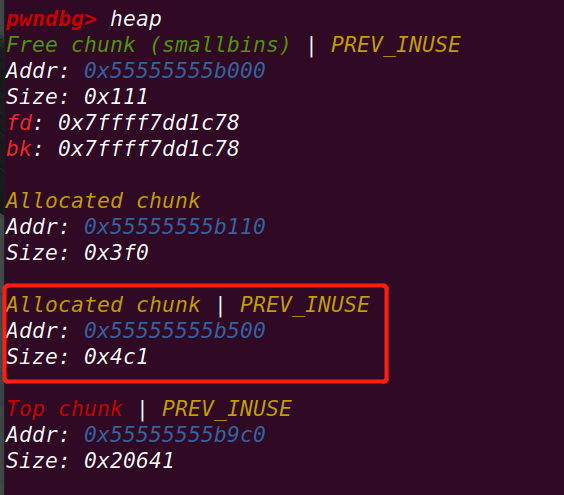 pwndbg> heap
Free chunk (smallbins) | PREV_INUSE
Addr: 0x55555555b000
Size: 0x111
fd: 0x7ffff7dd1c78
bk: 0x7ffff7dd1c78
Allocated chunk
Addr: 0x55555555b110
Size: 0x3f0
Allocated chunk | PREV_INUSE
Addr: 0x55555555b500
Size: 0x4c1
Top chunk | PREV_INUSE
Addr: 0x55555555b9c0
Size: 0x20641